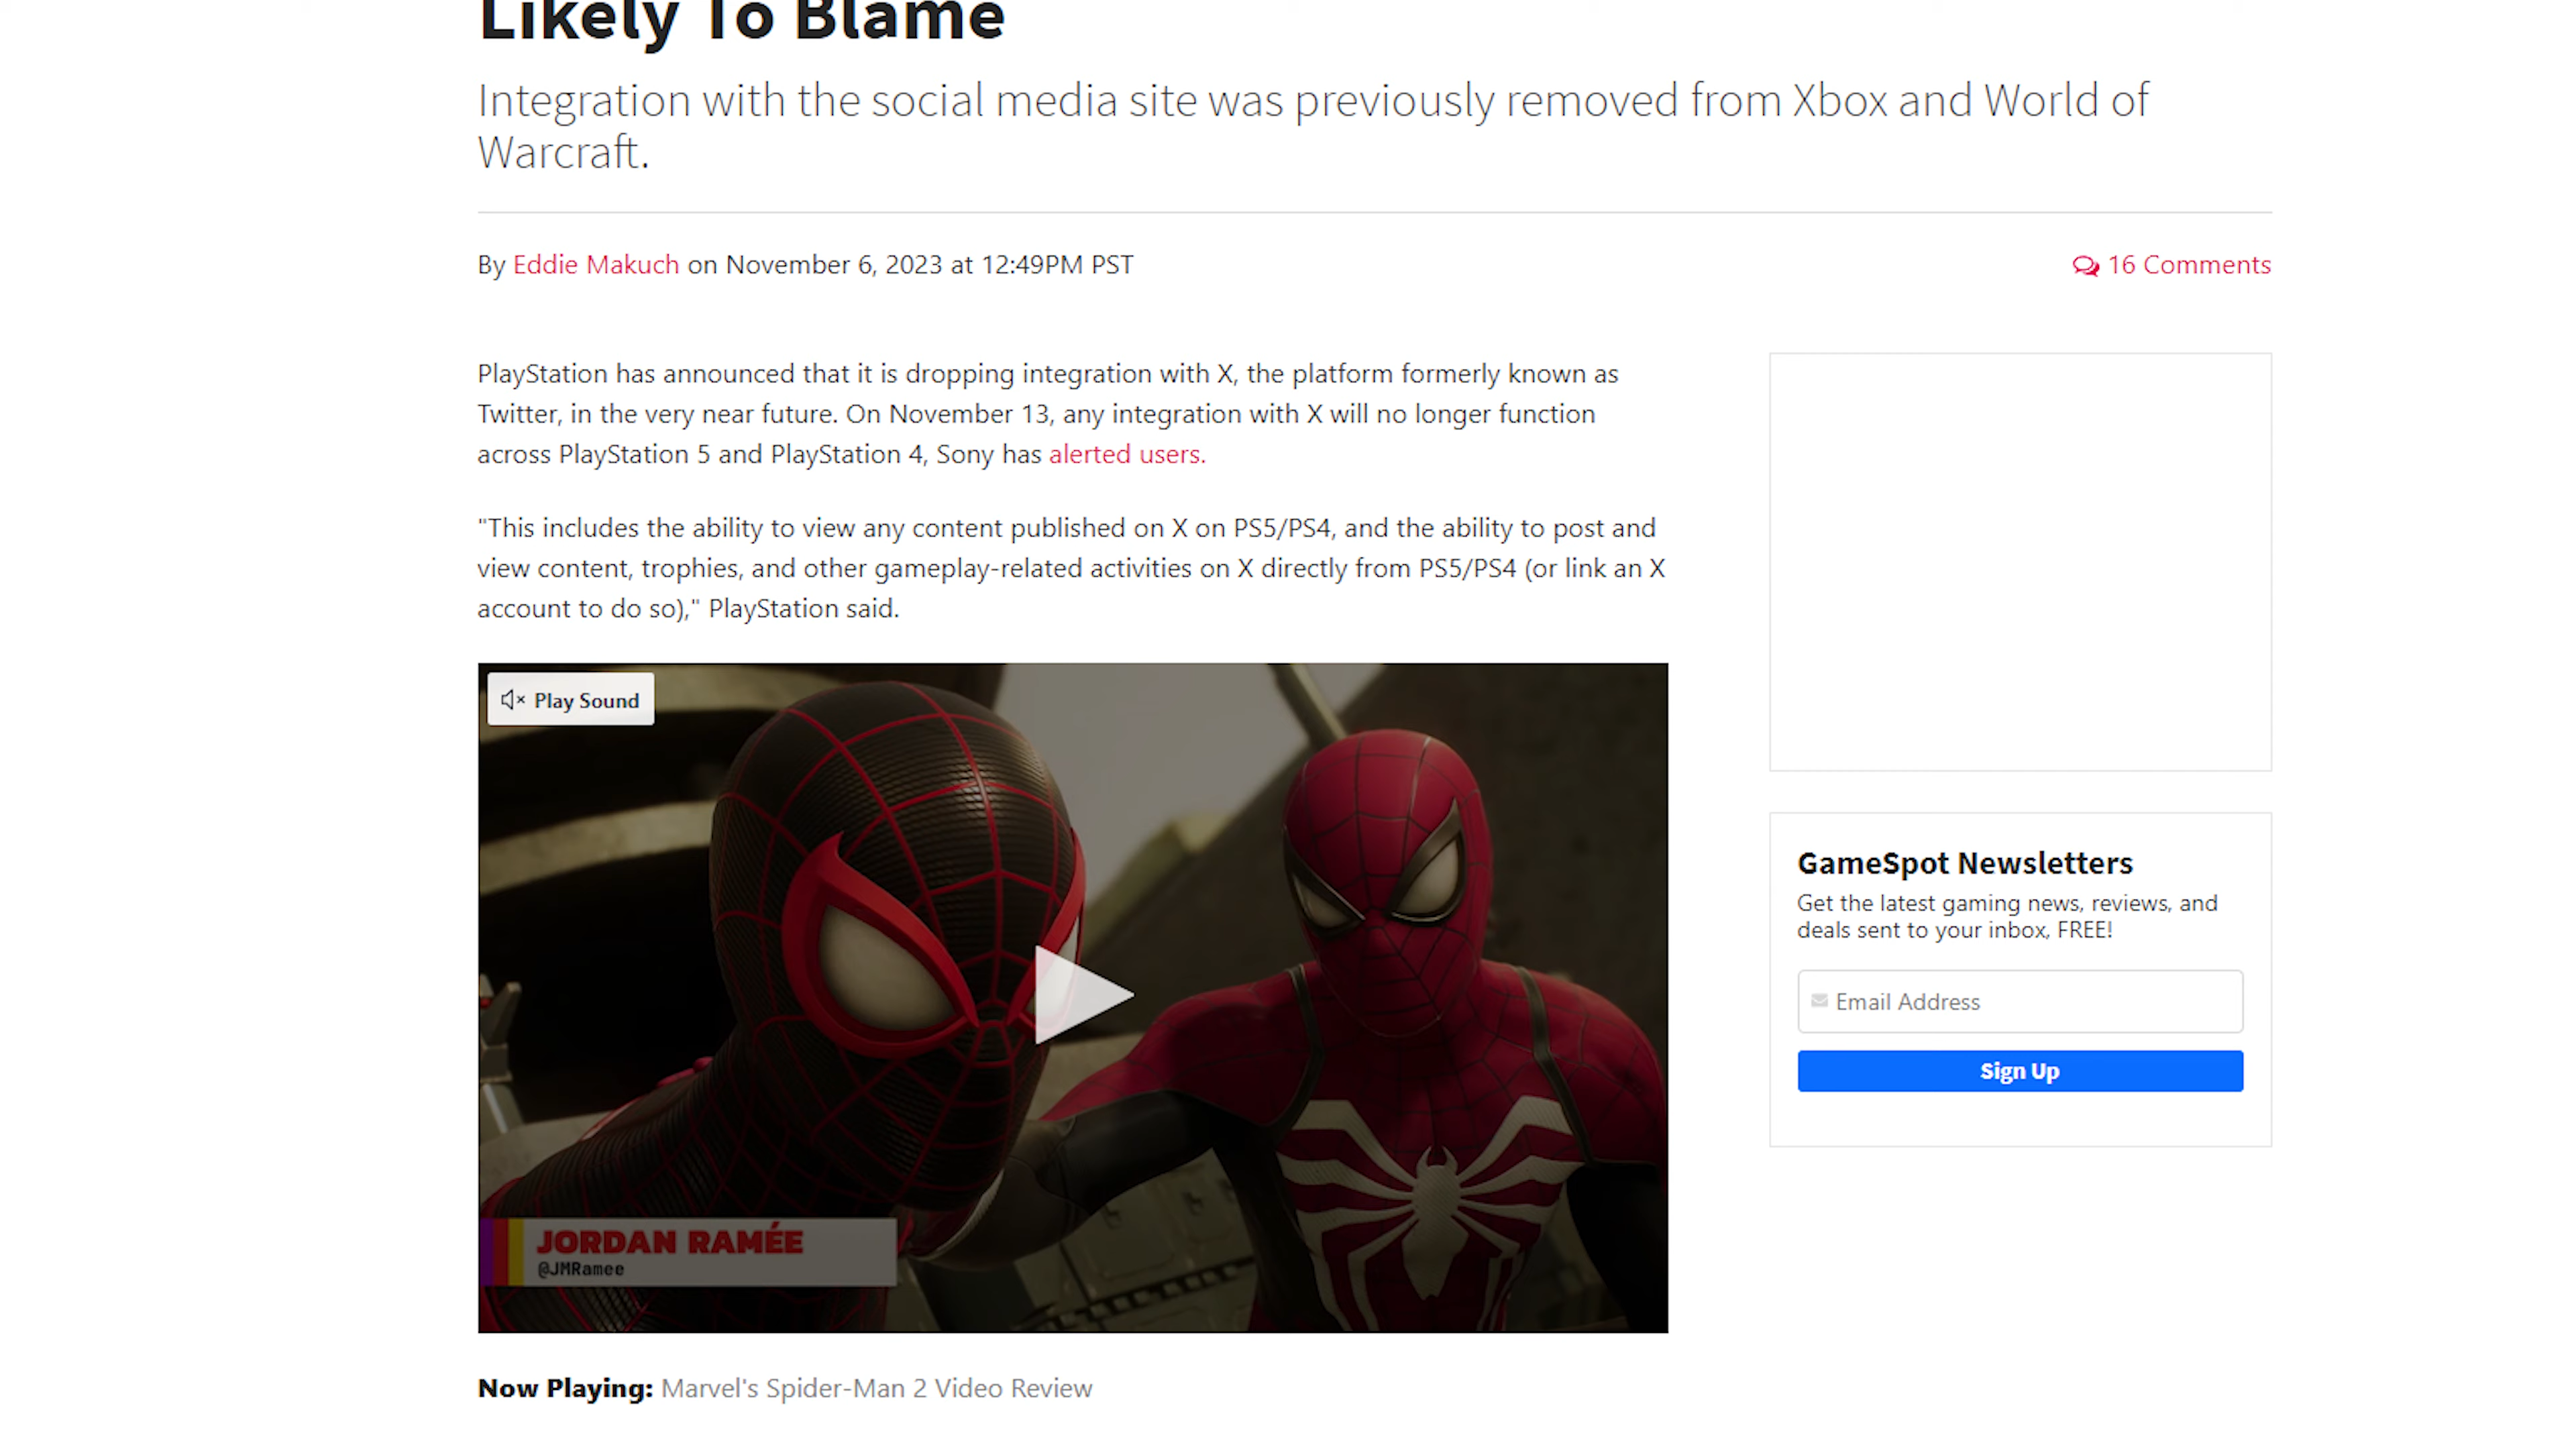 Likely To Blame
Integration with the social media site was previously removed from Xbox and World of
Warcraft.
By Eddie Makuch on November 6, 2023 at 12:49PM PST
16 Comments
PlayStation has announced that it is dropping integration with X, the platform formerly known as
Twitter, in the very near future. On November 13, any integration with X will no longer function
across PlayStation 5 and PlayStation 4, Sony has alerted users.
"This includes the ability to view any content published on X on PS5/PS4, and the ability to post and
view content, trophies, and other gameplay-related activities on X directly from PS5/PS4 (or link an X
account to do so)," PlayStation said.
Play Sound
JORDAN RAMÉE
@JMRamee
Now Playing: Marvel's Spider-Man 2 Video Review
GameSpot Newsletters
Get the latest gaming news, reviews, and
deals sent to your inbox, FREE!
Email Address
Sign Up